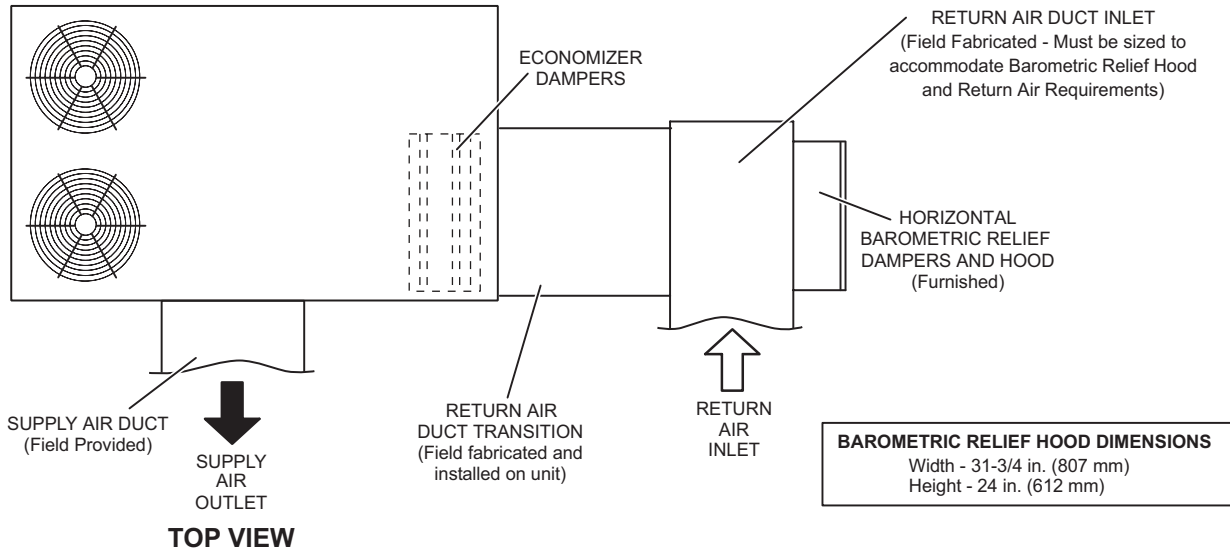 RETURN AIR DUCT INLET
(Field Fabricated - Must be sized to
accommodate Barometric Relief Hood
and Return Air Requirements)
ECONOMIZER
DAMPERS
HORIZONTAL
BAROMETRIC RELIEF
DAMPERS AND HOOD
(Furnished)
SUPPLY AIR DUCT
(Field Provided)
SUPPLY
AIR
OUTLET
RETURN AIR
DUCT TRANSITION
(Field fabricated and
installed on unit)
RETURN
AIR
INLET
BAROMETRIC RELIEF HOOD DIMENSIONS
Width - 31-3/4 in. (807 mm)
Height - 24 in. (612 mm)
TOP VIEW